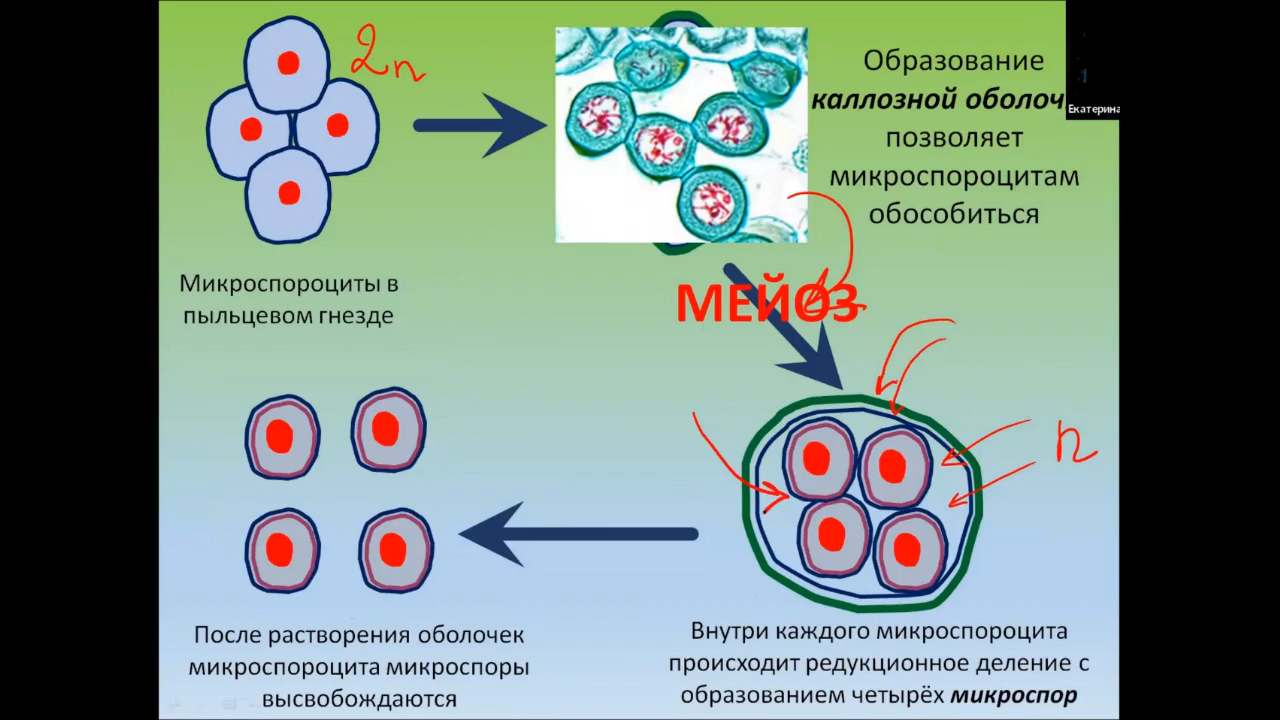 2n
Образование
каллозной оболоч
позволяет
микроспороцитам
обособиться
Екатерина
Микроспороциты в
пыльцевом гнезде
МЕЙОЗ
n
После растворения оболочек
микроспороцита микроспоры
высвобождаются
Внутри каждого микроспороцита
происходит редукционное деление с
образованием четырёх микроспор